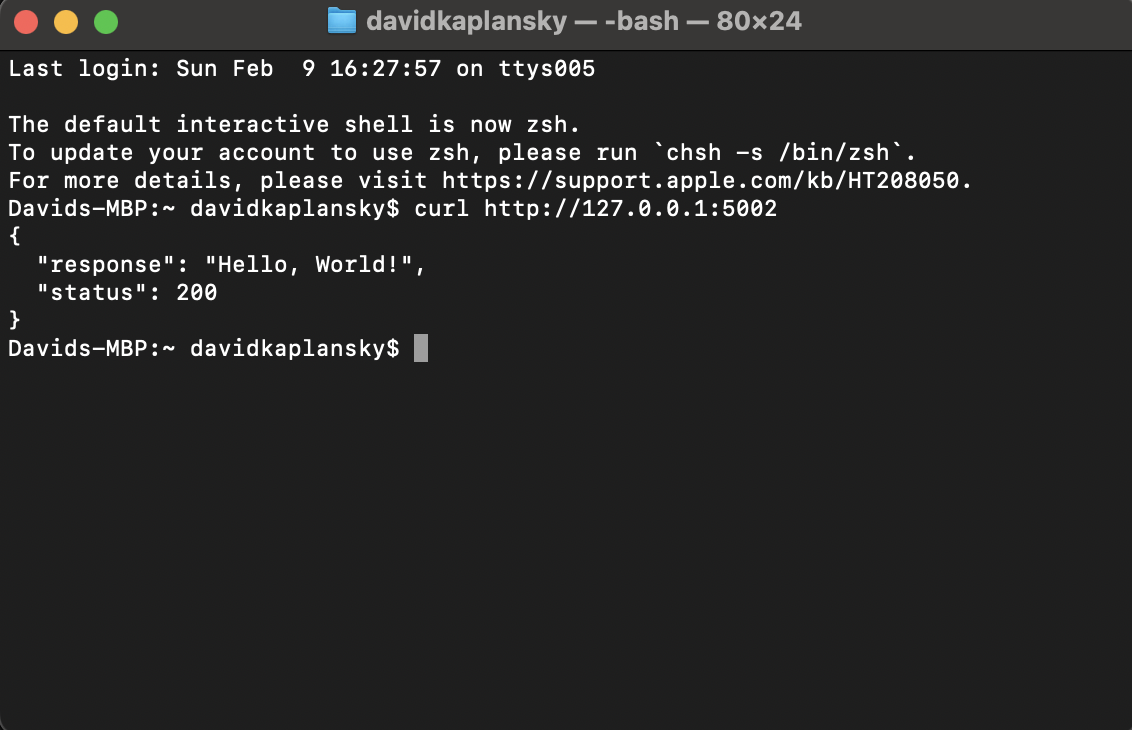 davidkaplansky — -bash — 80×24
Last login: Sun Feb  9 16:27:57 on ttys005
The default interactive shell is now zsh.
To update your account to use zsh, please run `chsh -s /bin/zsh`.
For more details, please visit https://support.apple.com/kb/HT208050.
Davids-MBP:~ davidkaplansky$ curl http://127.0.0.1:5002
{
  "response": "Hello, World!",
  "status": 200
}
Davids-MBP:~ davidkaplansky$